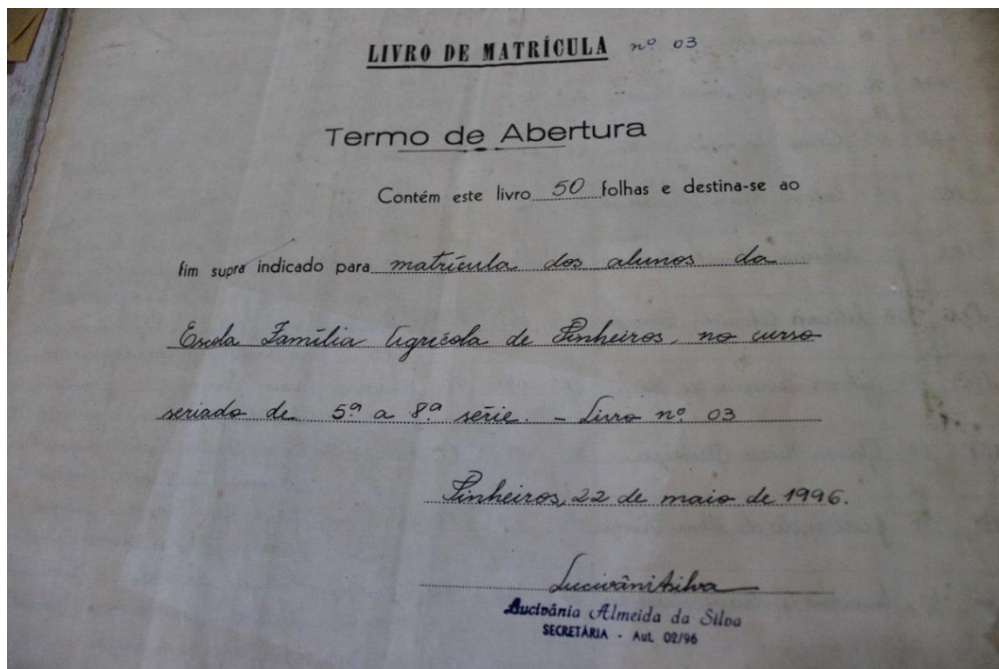 LIVRO DE MATRÍCULA nº 03
Termo de Abertura
Contém este livro 50 folhas e destina-se ao
fim supra indicado para matrícula dos alunos da
Escola Família Agrícola de Pinheiros, no curso
seriado de 5ª a 8ª série. - Livro nº 03
Pinheiros, 22 de maio de 1996.
LucivâniASilva
Lucivânia Almeida da Silva
SECRETÁRIA - Aut. 02/96